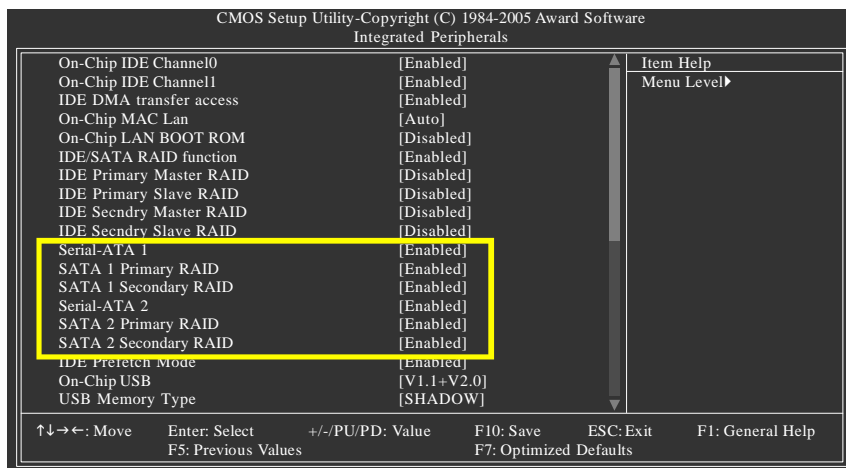 CMOS Setup Utility-Copyright (C) 1984-2005 Award Software
Integrated Peripherals
On-Chip IDE Channel0 [Enabled]
On-Chip IDE Channel1 [Enabled]
IDE DMA transfer access [Enabled]
On-Chip MAC Lan [Auto]
On-Chip LAN BOOT ROM [Disabled]
IDE/SATA RAID function [Enabled]
IDE Primary Master RAID [Disabled]
IDE Primary Slave RAID [Disabled]
IDE Secndry Master RAID [Disabled]
IDE Secndry Slave RAID [Disabled]
Serial-ATA 1 [Enabled]
SATA 1 Primary RAID [Enabled]
SATA 1 Secondary RAID [Enabled]
Serial-ATA 2 [Enabled]
SATA 2 Primary RAID [Enabled]
SATA 2 Secondary RAID [Enabled]
IDE Prefetch Mode [Enabled]
On-Chip USB [V1.1+V2.0]
USB Memory Type [SHADOW]
Item Help
Menu Level▶
↑↓→←: Move Enter: Select +/-/PU/PD: Value F10: Save ESC: Exit F1: General Help
F5: Previous Values F7: Optimized Defaults